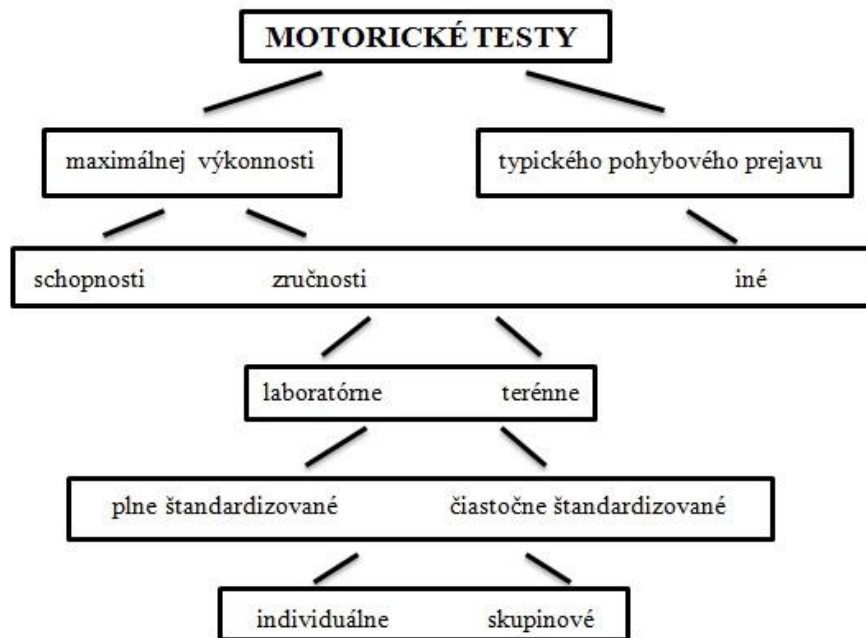 MOTORICKÉ TESTY
maximálnej výkonnosti
typického pohybového prejavu
schopnosti zručnosti iné
laboratórne terénne
plne štandardizované čiastočne štandardizované
individuálne skupinové